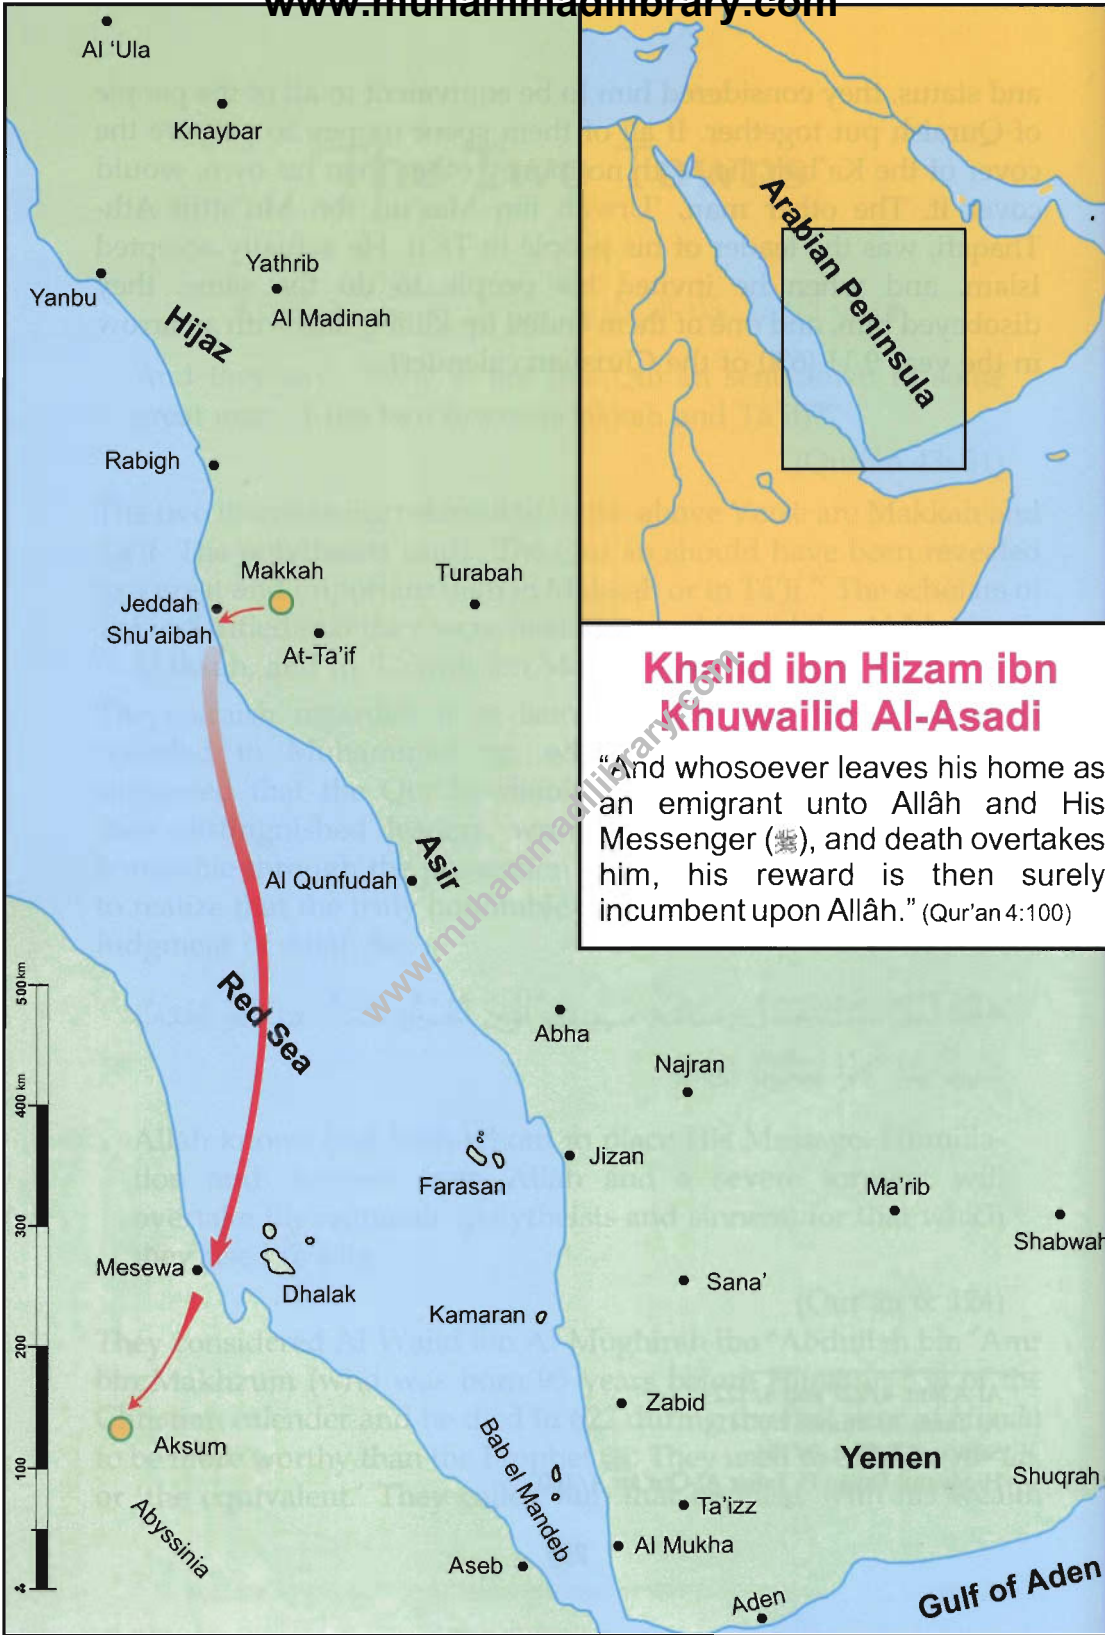 www.muhammadilibrary.com
Al ‘Ula
Khaybar
Yanbu
Yathrib
Al Madinah
Hijaz
Rabigh
Makkah
Turabah
Jeddah
Shu’aibah
At-Ta’if
Arabian Peninsula
Khalid ibn Hizam ibn
Khuwailid Al-Asadi
“And whosoever leaves his home as
an emigrant unto Allâh and His
Messenger (ﷺ), and death overtakes
him, his reward is then surely
incumbent upon Allâh.” (Qur’an 4:100)
www.muhammadilibrary.com
Asir
Al Qunfudah
Red Sea
Abha
Najran
Jizan
Farasan
Ma’rib
Shabwah
Mesewa
Dhalak
Kamaran
Sana’
Zabid
Aksum
Abyssinia
Bab el Mandeb
Yemen
Shuqrah
Ta’izz
Al Mukha
Aseb
Aden
Gulf of Aden
500 km
400 km
300
200
100